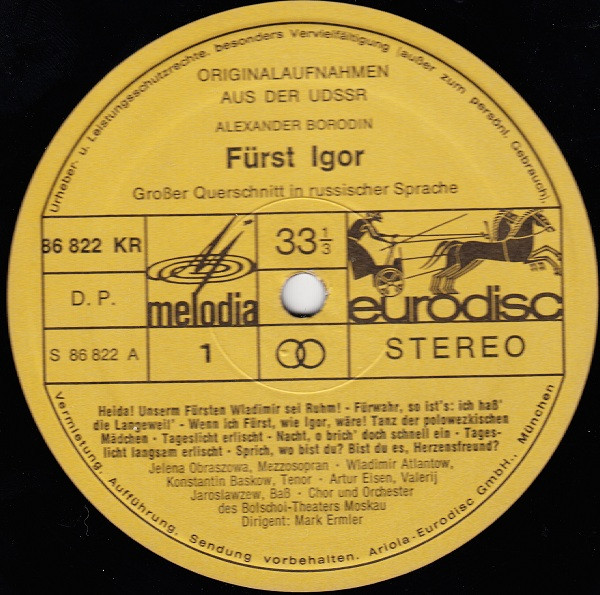 Urheber- u. Leistungsschutzrechte, besonders Vervielfältigung (außer zum persönl. Gebrauch),
ORIGINALAUFNAHMEN
AUS DER UDSSR
ALEXANDER BORODIN
Fürst Igor
Großer Querschnitt in russischer Sprache
86 822 KR
33 1/3
D. P.
melodia
eurodisc
S 86 822 A
1
STEREO
Heida! Unserm Fürsten Wladimir sei Ruhm! - Fürwahr, so ist's: ich haß'
die Langeweil' - Wenn ich Fürst, wie Igor, wäre! Tanz der polowezkischen
Mädchen - Tageslicht erlischt - Nacht, o brich' doch schnell ein - Tages-
licht langsam erlischt - Sprich, wo bist du? Bist du es, Herzensfreund?
Jelena Obraszowa, Mezzosopran · Wladimir Atlantow,
Konstantin Baskow, Tenor · Artur Eisen, Valerij
Jaroslawzew, Baß · Chor und Orchester
des Bolschoi-Theaters Moskau
Dirigent: Mark Ermler
Vermietung, Aufführung, Sendung vorbehalten. Ariola-Eurodisc GmbH., München